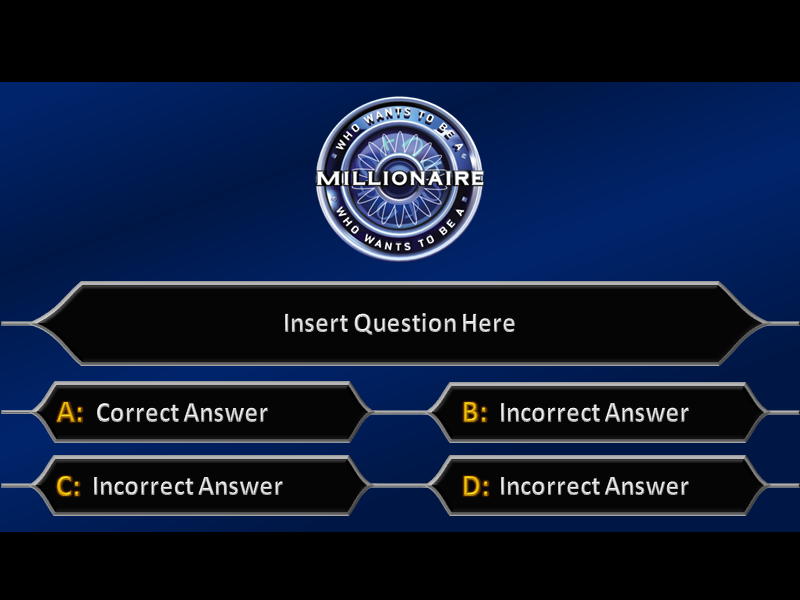 WHO WANTS TO BE A
MILLIONAIRE
WHO WANTS TO BE A
Insert Question Here
A: Correct Answer
B: Incorrect Answer
C: Incorrect Answer
D: Incorrect Answer